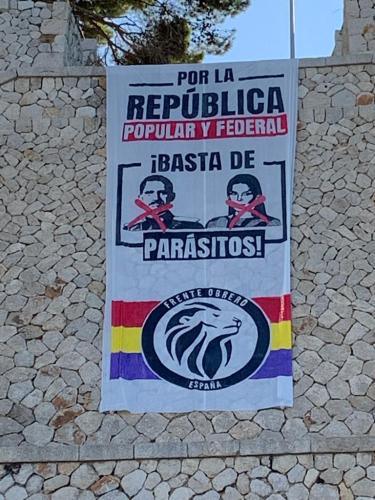 POR LA
REPÚBLICA
POPULAR Y FEDERAL
¡BASTA DE
PARÁSITOS!
FRENTE OBRERO
ESPAÑA